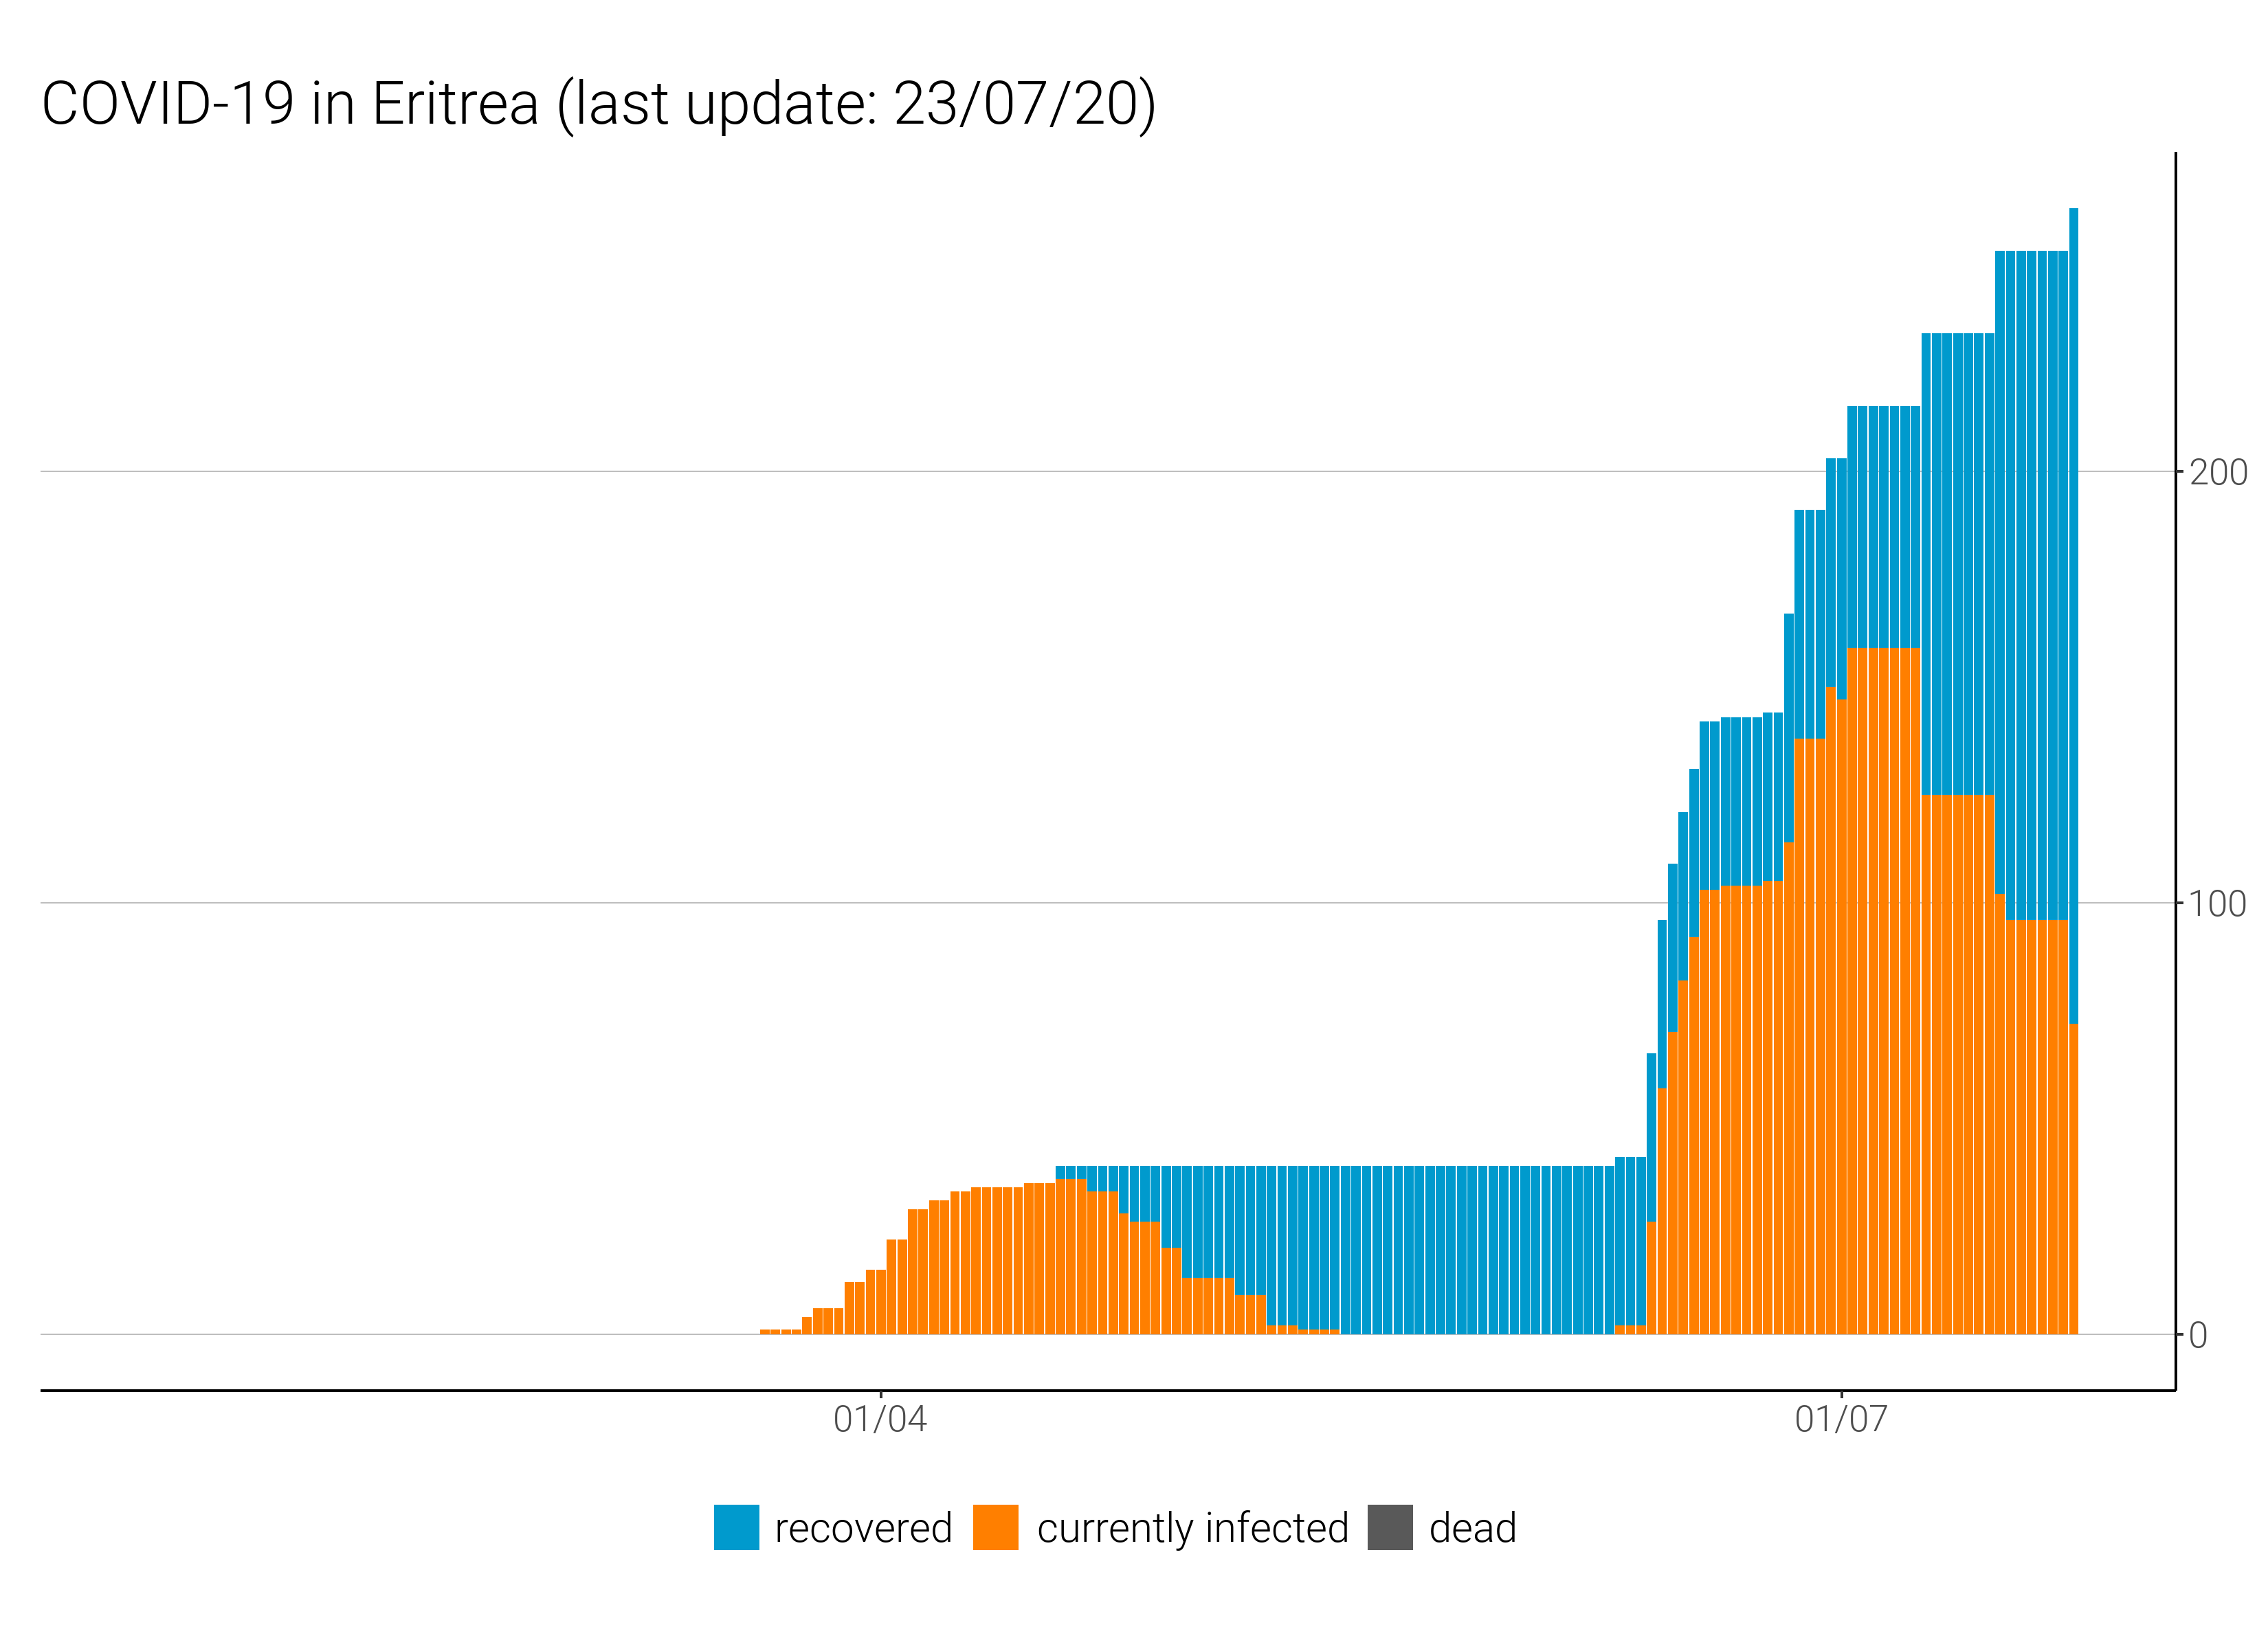 COVID-19 in Eritrea (last update: 23/07/20)
200
100
0
01/04 01/07
recovered currently infected dead